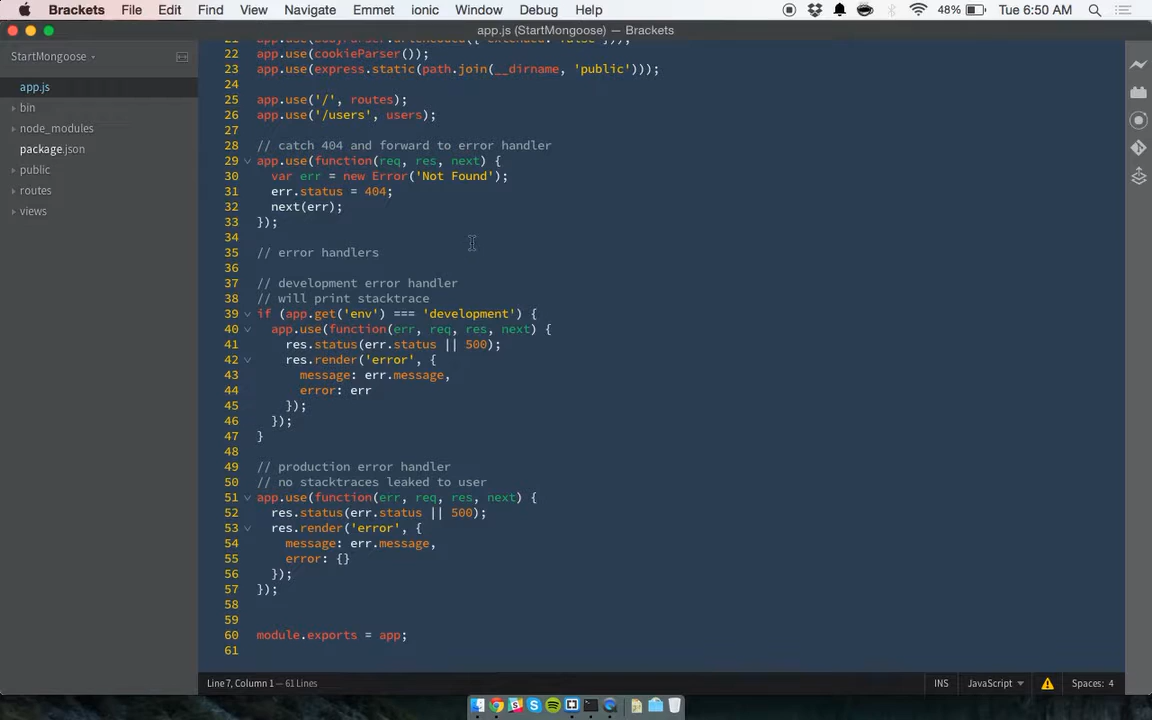 Brackets File Edit Find View Navigate Emmet ionic Window Debug Help 48% Tue 6:50 AM
app.js (StartMongoose) — Brackets
StartMongoose
app.js
bin
node_modules
package.json
public
routes
views
21 app.use(bodyParser.urlencoded({ extended: false }));
22 app.use(cookieParser());
23 app.use(express.static(path.join(__dirname, 'public')));
24
25 app.use('/', routes);
26 app.use('/users', users);
27
28 // catch 404 and forward to error handler
29 app.use(function(req, res, next) {
30 var err = new Error('Not Found');
31 err.status = 404;
32 next(err);
33 });
34
35 // error handlers
36
37 // development error handler
38 // will print stacktrace
39 if (app.get('env') === 'development') {
40 app.use(function(err, req, res, next) {
41 res.status(err.status || 500);
42 res.render('error', {
43 message: err.message,
44 error: err
45 });
46 });
47 }
48
49 // production error handler
50 // no stacktraces leaked to user
51 app.use(function(err, req, res, next) {
52 res.status(err.status || 500);
53 res.render('error', {
54 message: err.message,
55 error: {}
56 });
57 });
58
59
60 module.exports = app;
61
Line 7, Column 1 — 61 Lines INS JavaScript Spaces: 4